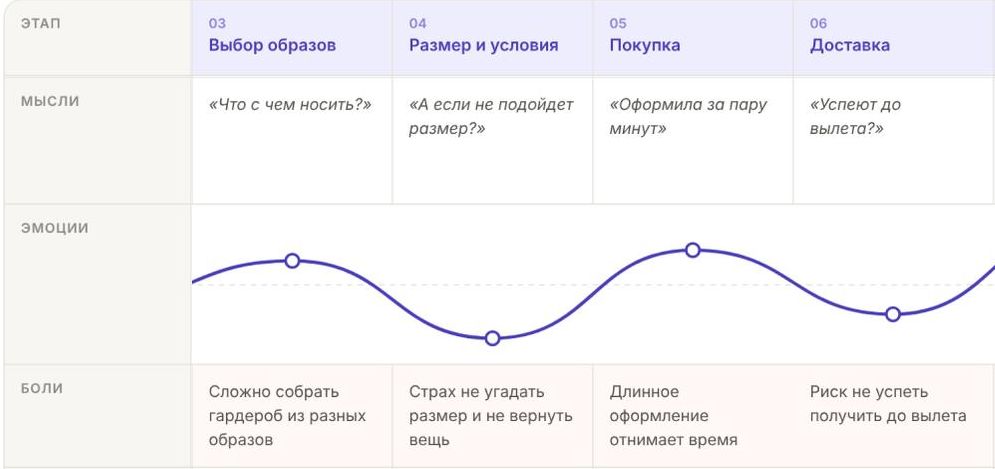 ЭТАП
03
Выбор образов
04
Размер и условия
05
Покупка
06
Доставка
МЫСЛИ
«Что с чем носить?»
«А если не подойдет
размер?»
«Оформила за пару
минут»
«Успеют до
вылета?»
ЭМОЦИИ
БОЛИ
Сложно собрать
гардероб из разных
образов
Страх не угадать
размер и не вернуть
вещь
Длинное
оформление
отнимает время
Риск не успеть
получить до вылета